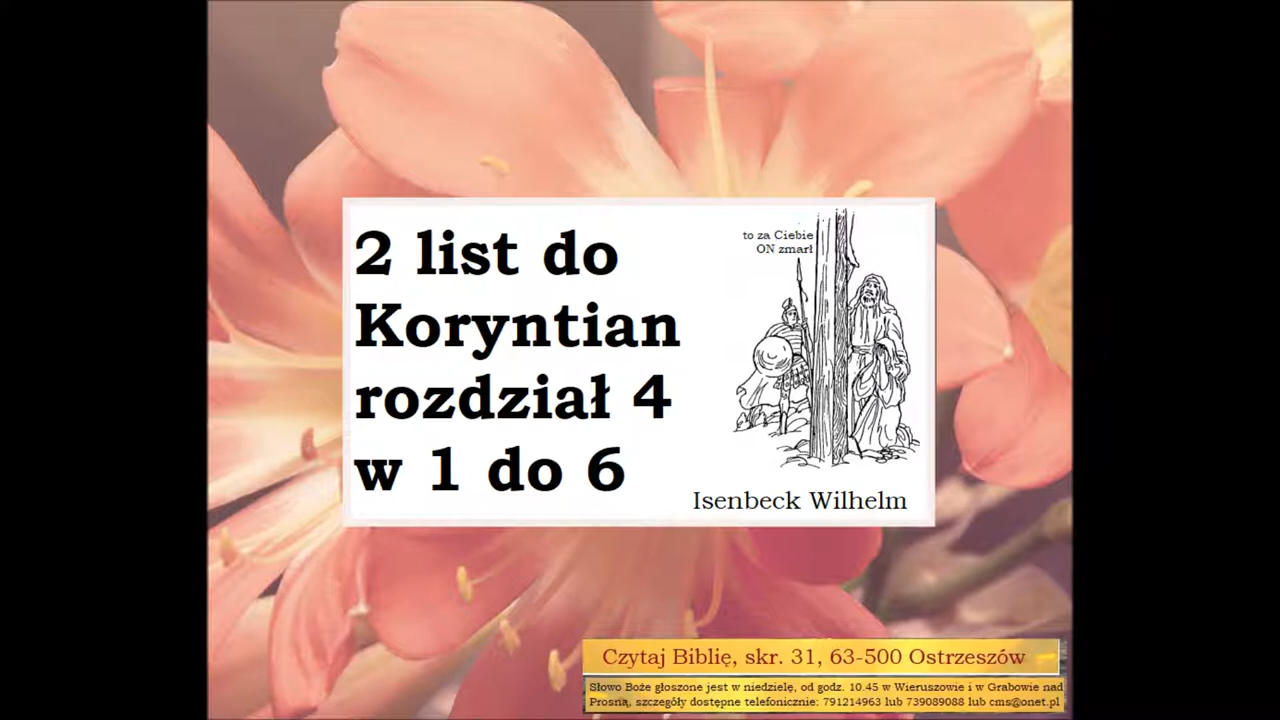 2 list do
Koryntian
rozdział 4
w 1 do 6
to za Ciebie
ON zmarł
Isenbeck Wilhelm
Czytaj Biblię, skr. 31, 63-500 Ostrzeszów
Słowo Boże głoszone jest w niedzielę, od godz. 10.45 w Wieruszowie i w Grabowie nad
Prosną, szczegóły dostępne telefonicznie: 791214963 lub 739089088 lub cms@onet.pl